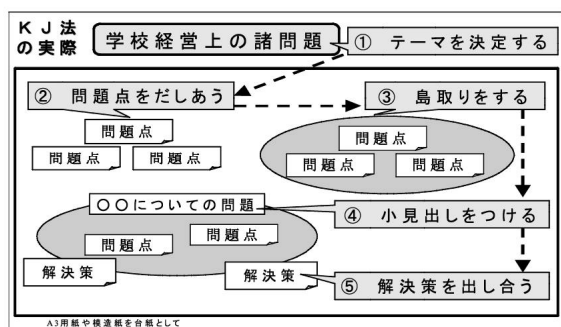 KJ法
の実際
学校経営上の諸問題
① テーマを決定する
② 問題点をだしあう
③ 島取りをする
問題点
問題点
問題点
問題点
問題点
問題点
〇〇についての問題
④ 小見出しをつける
問題点
問題点
解決策
解決策
⑤ 解決策を出し合う
A3用紙や模造紙を台紙として